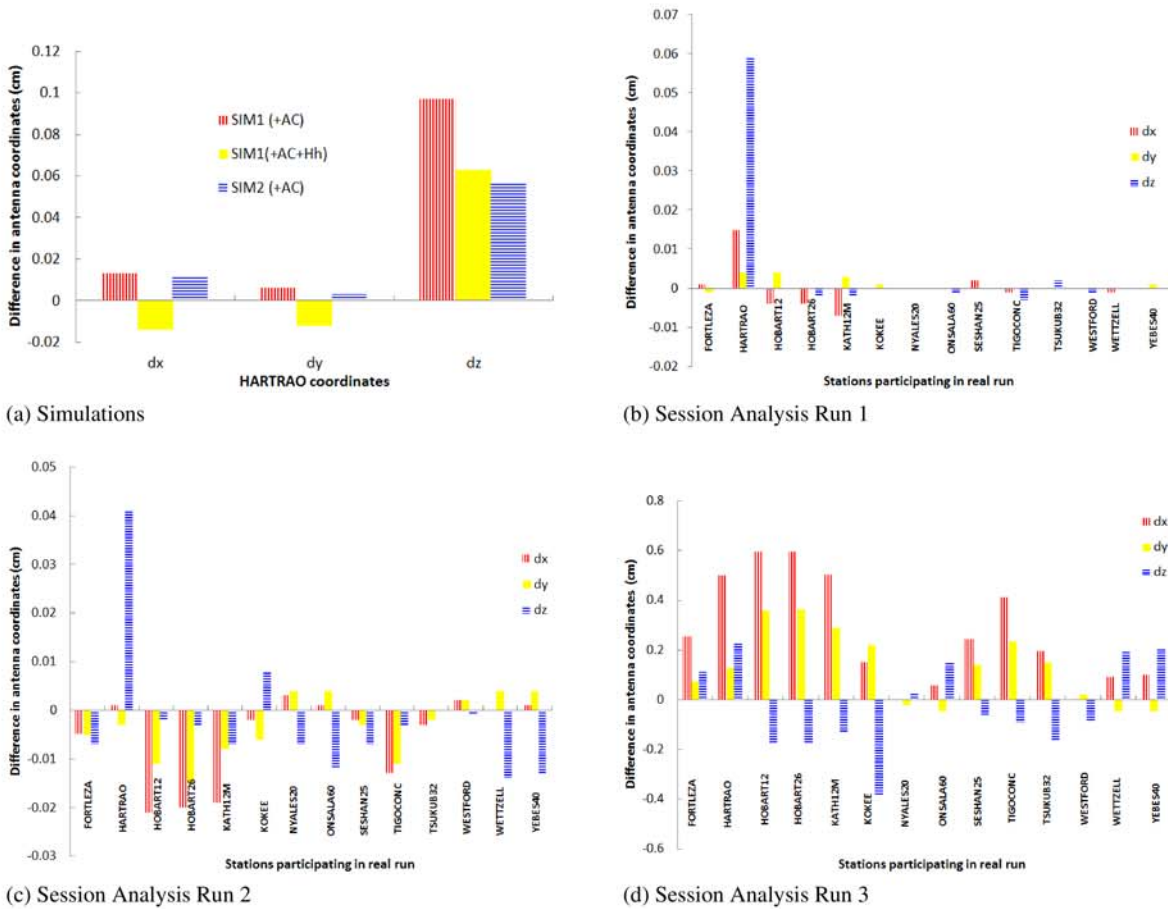 Difference in antenna coordinates (cm)
0.12
0.1
0.08
0.06
0.04
0.02
0
-0.02
SIM1 (+AC)
SIM1(+AC+Hh)
SIM2 (+AC)
dx
dy
dz
HARTRAO coordinates
(a) Simulations
Difference in antenna coordinates (cm)
0.07
0.06
0.05
0.04
0.03
0.02
0.01
0
-0.01
-0.02
dx
dy
dz
FORTLEZA
HARTRAO
HOBART12
HOBART26
KATH12M
KOKEE
NYALES20
ONSALA60
SESHAN25
TIGOCONC
TSUKUB32
WESTFORD
WETTZELL
YEBES40
Stations participating in real run
(b) Session Analysis Run 1
Difference in antenna coordinates (cm)
0.05
0.04
0.03
0.02
0.01
0
-0.01
-0.02
-0.03
dx
dy
dz
FORTLEZA
HARTRAO
HOBART12
HOBART26
KATH12M
KOKEE
NYALES20
ONSALA60
SESHAN25
TIGOCONC
TSUKUB32
WESTFORD
WETTZELL
YEBES40
Stations participating in real run
(c) Session Analysis Run 2
Difference in antenna coordinates (cm)
0.8
0.6
0.4
0.2
0
-0.2
-0.4
-0.6
dx
dy
dz
FORTLEZA
HARTRAO
HOBART12
HOBART26
KATH12M
KOKEE
NYALES20
ONSALA60
SESHAN25
TIGOCONC
TSUKUB32
WESTFORD
WETTZELL
YEBES40
Stations participating in real run
(d) Session Analysis Run 3